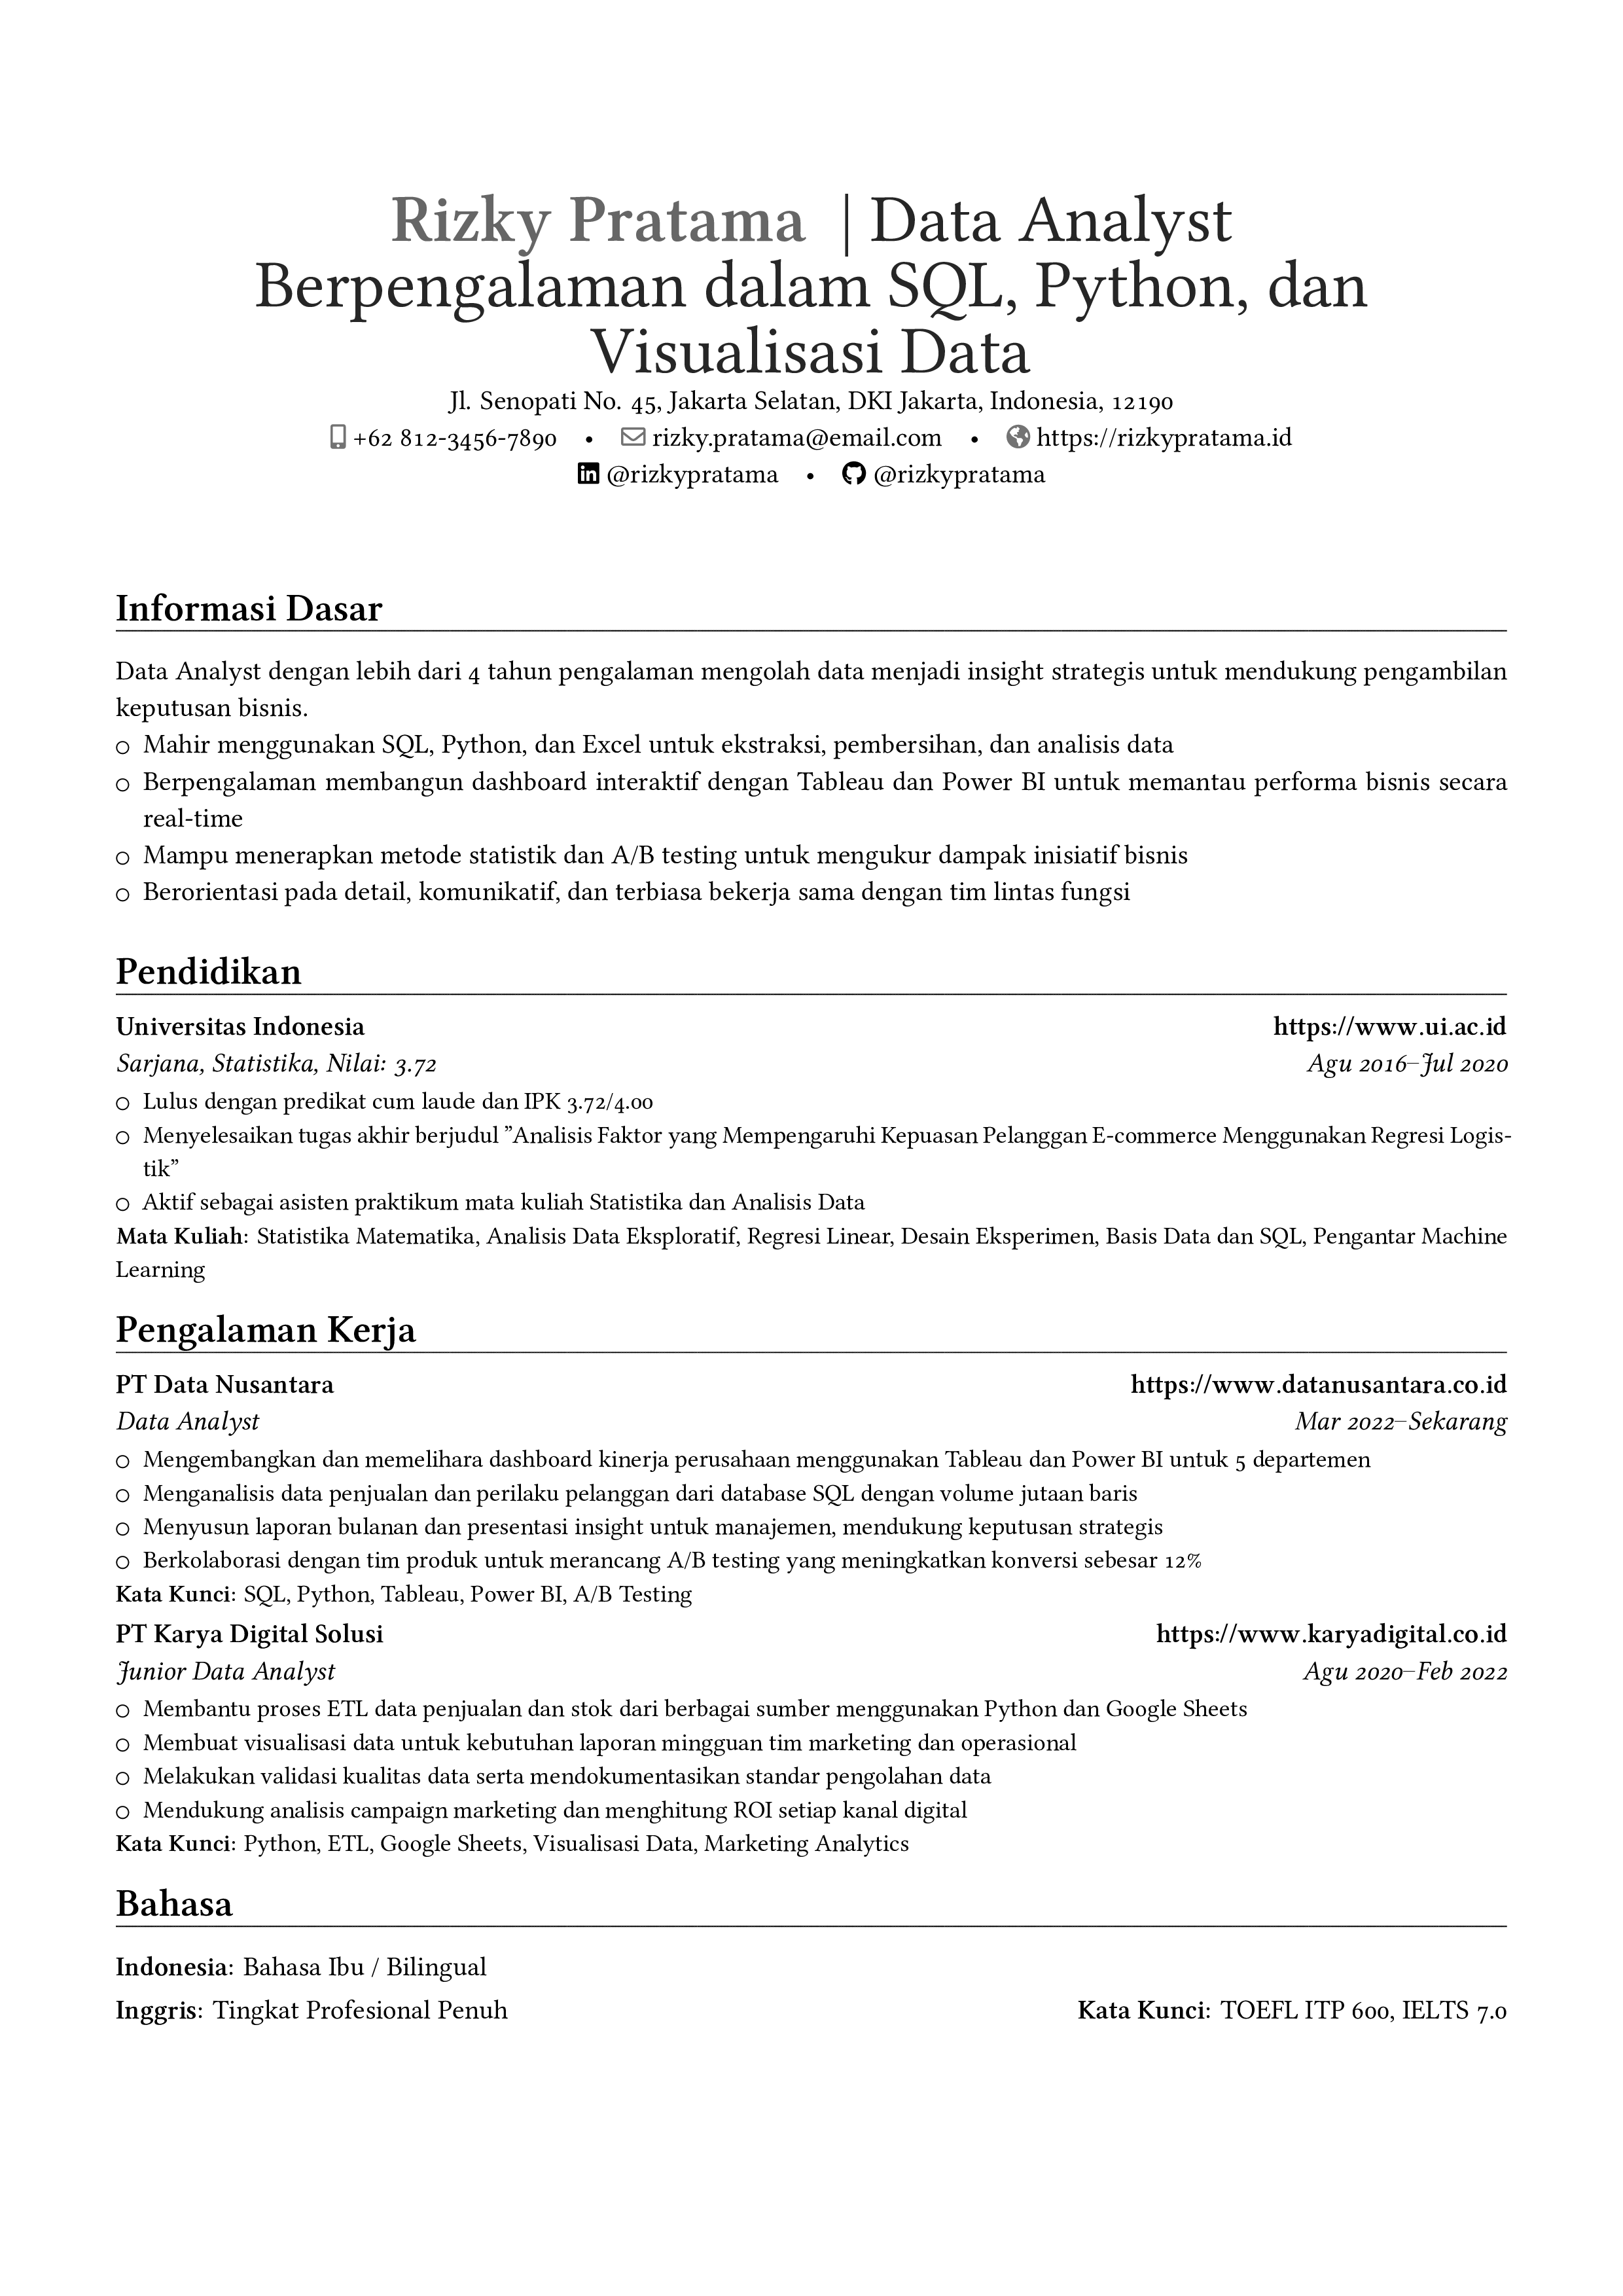 Rizky Pratama | Data Analyst
Berpengalaman dalam SQL, Python, dan
Visualisasi Data
Jl. Senopati No. 45, Jakarta Selatan, DKI Jakarta, Indonesia, 12190
+62 812-3456-7890 • rizky.pratama@email.com • https://rizkypratama.id
@rizkypratama • @rizkypratama
Informasi Dasar
Data Analyst dengan lebih dari 4 tahun pengalaman mengolah data menjadi insight strategis untuk mendukung pengambilan
keputusan bisnis.
○ Mahir menggunakan SQL, Python, dan Excel untuk ekstraksi, pembersihan, dan analisis data
○ Berpengalaman membangun dashboard interaktif dengan Tableau dan Power BI untuk memantau performa bisnis secara
real-time
○ Mampu menerapkan metode statistik dan A/B testing untuk mengukur dampak inisiatif bisnis
○ Berorientasi pada detail, komunikatif, dan terbiasa bekerja sama dengan tim lintas fungsi
Pendidikan
Universitas Indonesia https://www.ui.ac.id
Sarjana, Statistika, Nilai: 3.72 Agu 2016–Jul 2020
○ Lulus dengan predikat cum laude dan IPK 3.72/4.00
○ Menyelesaikan tugas akhir berjudul ”Analisis Faktor yang Mempengaruhi Kepuasan Pelanggan E-commerce Menggunakan Regresi Logis-
tik”
○ Aktif sebagai asisten praktikum mata kuliah Statistika dan Analisis Data
Mata Kuliah: Statistika Matematika, Analisis Data Eksploratif, Regresi Linear, Desain Eksperimen, Basis Data dan SQL, Pengantar Machine
Learning
Pengalaman Kerja
PT Data Nusantara https://www.datanusantara.co.id
Data Analyst Mar 2022–Sekarang
○ Mengembangkan dan memelihara dashboard kinerja perusahaan menggunakan Tableau dan Power BI untuk 5 departemen
○ Menganalisis data penjualan dan perilaku pelanggan dari database SQL dengan volume jutaan baris
○ Menyusun laporan bulanan dan presentasi insight untuk manajemen, mendukung keputusan strategis
○ Berkolaborasi dengan tim produk untuk merancang A/B testing yang meningkatkan konversi sebesar 12%
Kata Kunci: SQL, Python, Tableau, Power BI, A/B Testing
PT Karya Digital Solusi https://www.karyadigital.co.id
Junior Data Analyst Agu 2020–Feb 2022
○ Membantu proses ETL data penjualan dan stok dari berbagai sumber menggunakan Python dan Google Sheets
○ Membuat visualisasi data untuk kebutuhan laporan mingguan tim marketing dan operasional
○ Melakukan validasi kualitas data serta mendokumentasikan standar pengolahan data
○ Mendukung analisis campaign marketing dan menghitung ROI setiap kanal digital
Kata Kunci: Python, ETL, Google Sheets, Visualisasi Data, Marketing Analytics
Bahasa
Indonesia: Bahasa Ibu / Bilingual
Inggris: Tingkat Profesional Penuh Kata Kunci: TOEFL ITP 600, IELTS 7.0